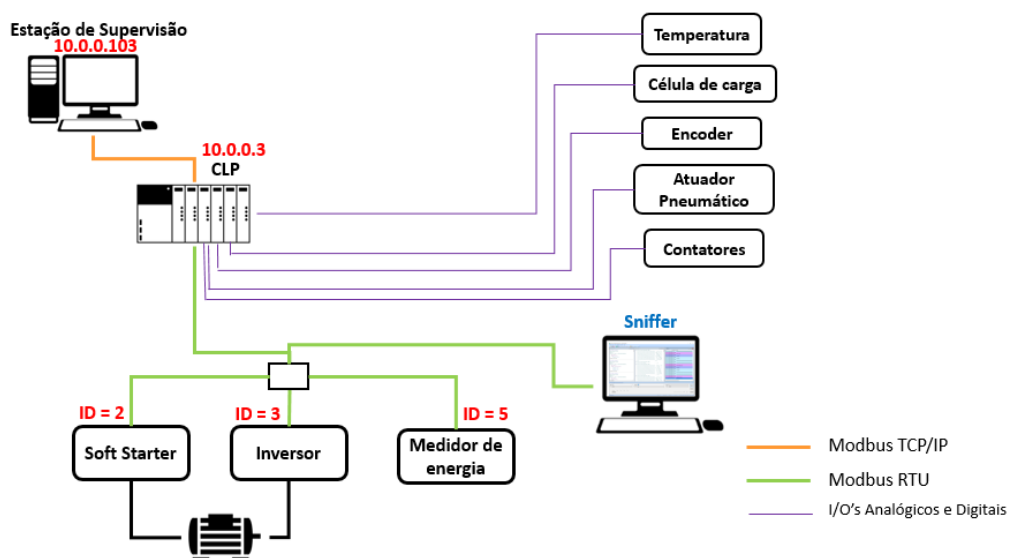 Estação de Supervisão
10.0.0.103
10.0.0.3
CLP
Temperatura
Célula de carga
Encoder
Atuador
Pneumático
Contatores
Sniffer
ID = 2
ID = 3
ID = 5
Soft Starter
Inversor
Medidor de
energia
Modbus TCP/IP
Modbus RTU
I/O's Analógicos e Digitais